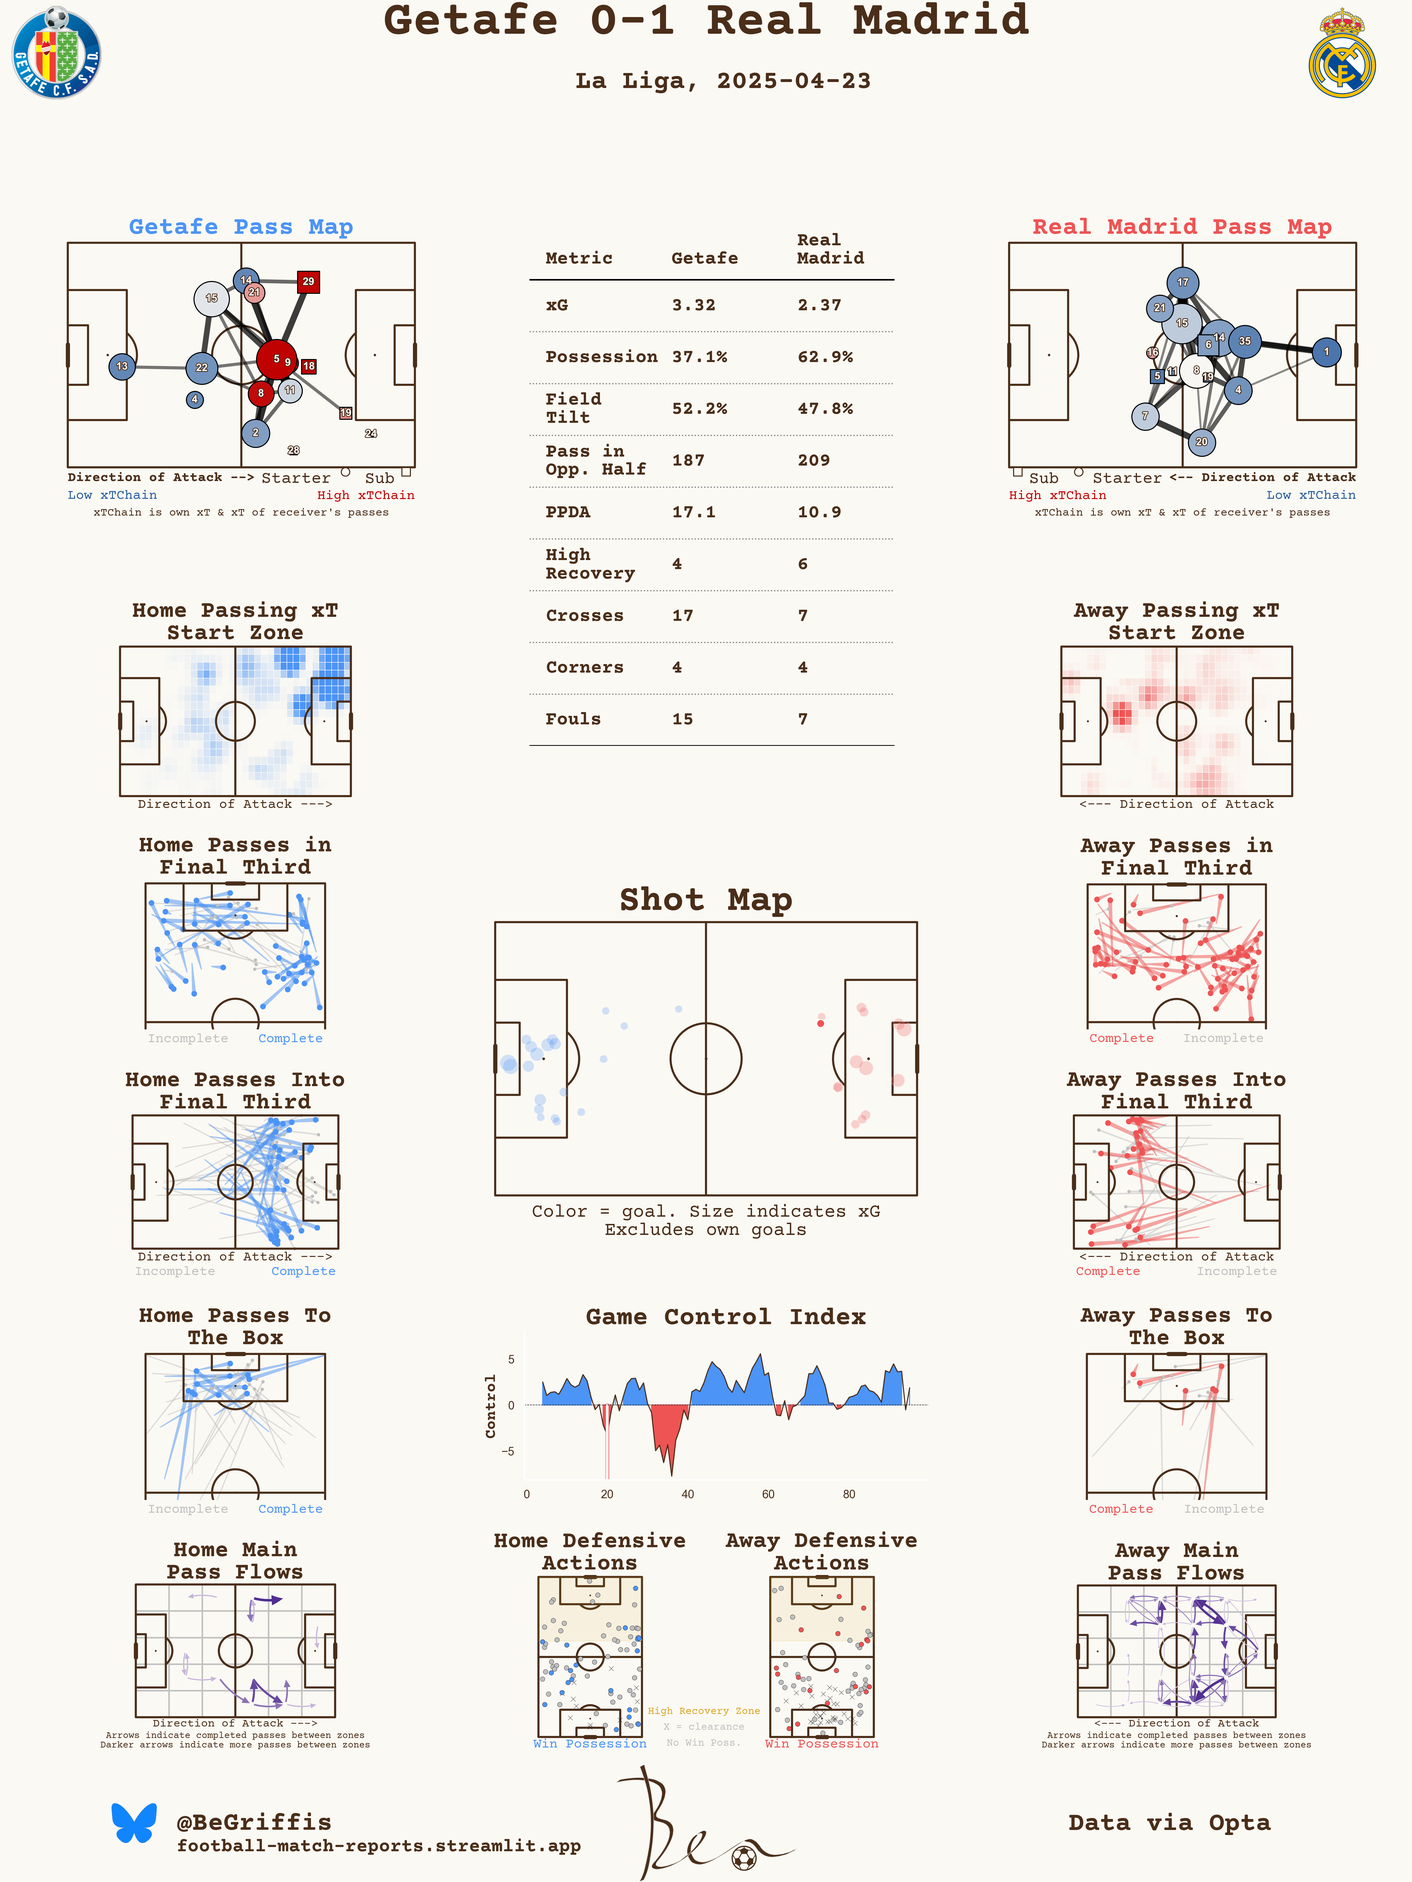 Getafe 0-1 Real Madrid
La Liga, 2025-04-23
GETAFE C.F. S.A.D.
Getafe Pass Map
14
29
21
15
5
9
18
13
22
8
11
4
19
2
24
28
Direction of Attack --> Starter Sub
Low xTChain High xTChain
xTChain is own xT & xT of receiver's passes
Metric Getafe Real Madrid
xG 3.32 2.37
Possession 37.1% 62.9%
Field Tilt 52.2% 47.8%
Pass in Opp. Half 187 209
PPDA 17.1 10.9
High Recovery 4 6
Crosses 17 7
Corners 4 4
Fouls 15 7
Real Madrid Pass Map
17
21
15
14
6
35
16
1
5
11
8
19
4
7
20
Sub Starter <-- Direction of Attack
High xTChain Low xTChain
xTChain is own xT & xT of receiver's passes
Home Passing xT
Start Zone
Direction of Attack --->
Away Passing xT
Start Zone
<--- Direction of Attack
Home Passes in
Final Third
Incomplete Complete
Away Passes in
Final Third
Complete Incomplete
Shot Map
Color = goal. Size indicates xG
Excludes own goals
Home Passes Into
Final Third
Direction of Attack --->
Incomplete Complete
Away Passes Into
Final Third
<--- Direction of Attack
Complete Incomplete
Home Passes To
The Box
Incomplete Complete
Game Control Index
Control
5
0
−5
0 20 40 60 80
Away Passes To
The Box
Complete Incomplete
Home Main
Pass Flows
Direction of Attack --->
Arrows indicate completed passes between zones
Darker arrows indicate more passes between zones
Home Defensive
Actions
Win Possession
Away Defensive
Actions
Win Possession
High Recovery Zone
X = clearance
No Win Poss.
Away Main
Pass Flows
<--- Direction of Attack
Arrows indicate completed passes between zones
Darker arrows indicate more passes between zones
@BeGriffis
football-match-reports.streamlit.app
Ben
Data via Opta